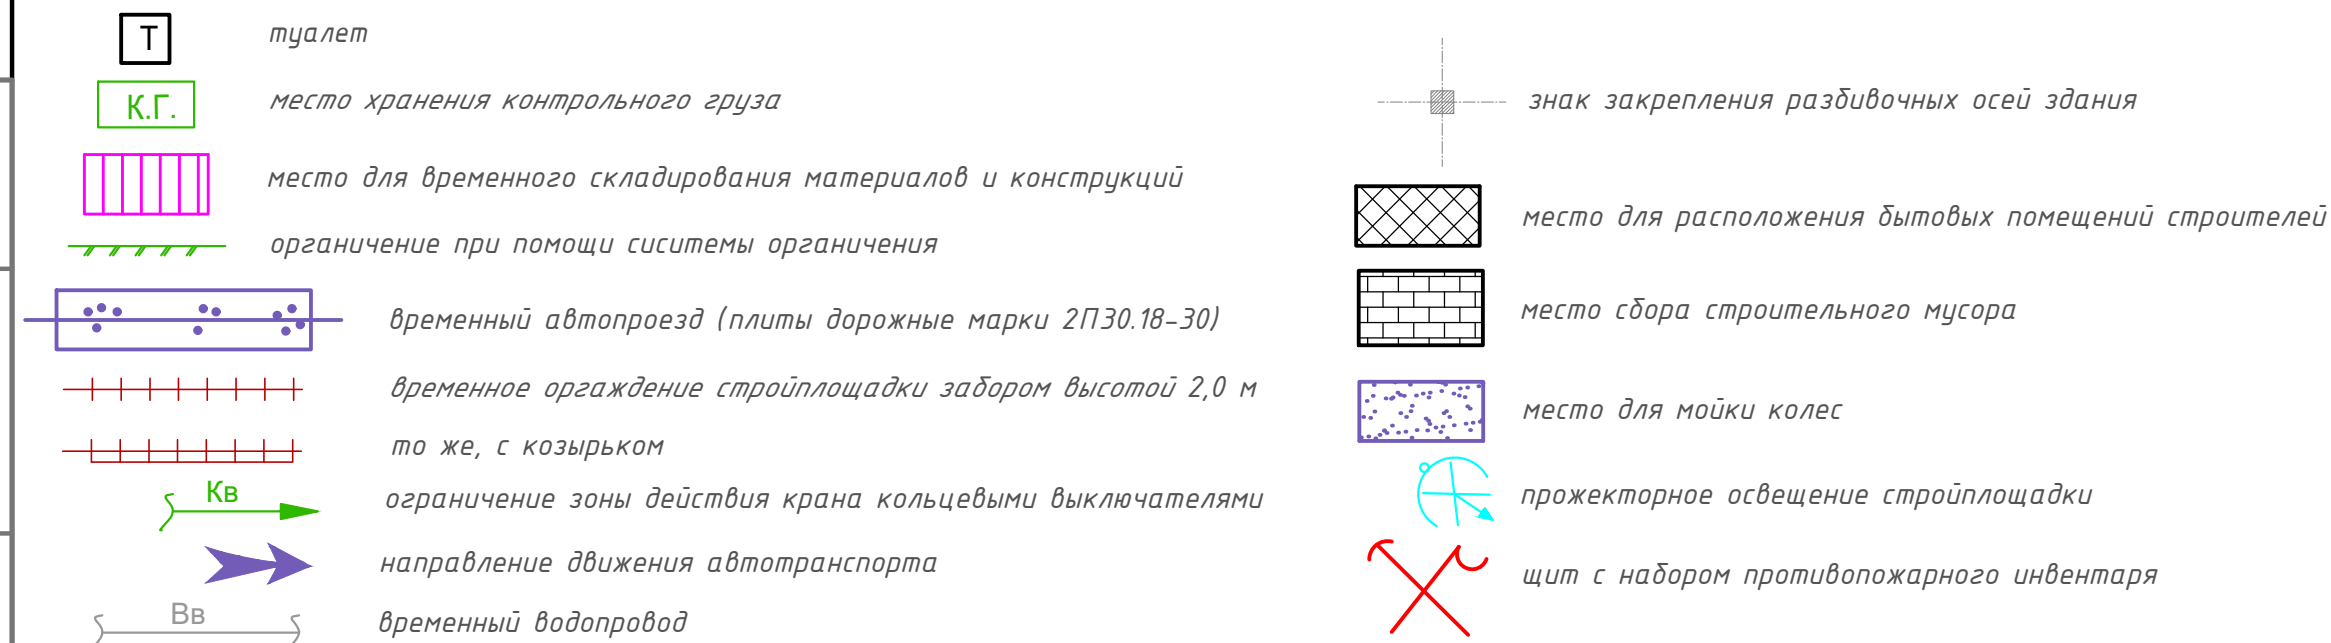 Т туалет
К.Г. место хранения контрольного груза
место для временного складирования материалов и конструкций
органичение при помощи сиситемы органичения
временный автопроезд (плиты дорожные марки 2П30.18-30)
временное оргаждение стройплощадки забором высотой 2,0 м
то же, с козырьком
Кв ограничение зоны действия крана кольцевыми выключателями
направление движения автотранспорта
Вв временный водопровод
знак закрепления разбивочных осей здания
место для расположения бытовых помещений строителей
место сбора строительного мусора
место для мойки колес
прожекторное освещение стройплощадки
щит с набором противопожарного инвентаря